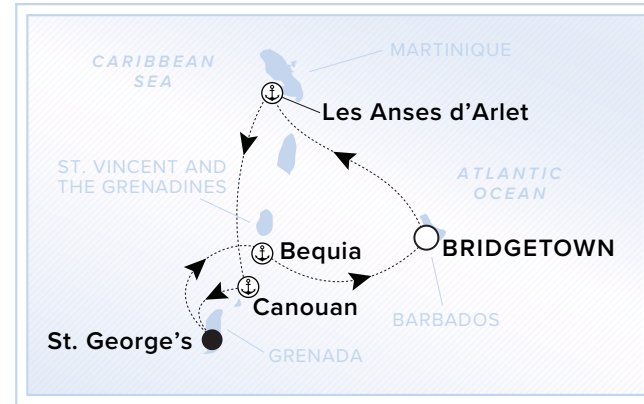 CARIBBEAN
SEA
MARTINIQUE
Les Anses d’Arlet
ST. VINCENT AND
THE GRENADINES
ATLANTIC
OCEAN
Bequia
BRIDGETOWN
Canouan
BARBADOS
St. George’s
GRENADA